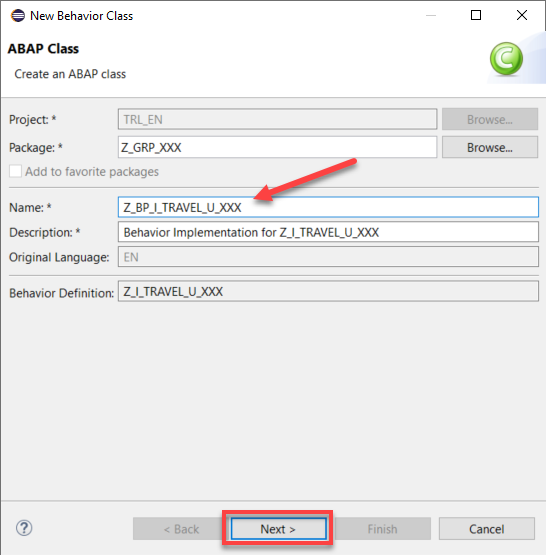 New Behavior Class
ABAP Class
Create an ABAP class
C
Project: * TRL_EN Browse...
Package: * Z_GRP_XXX Browse...
Add to favorite packages
Name: * Z_BP_I_TRAVEL_U_XXX
Description: * Behavior Implementation for Z_I_TRAVEL_U_XXX
Original Language: EN
Behavior Definition: Z_I_TRAVEL_U_XXX
? < Back Next > Finish Cancel